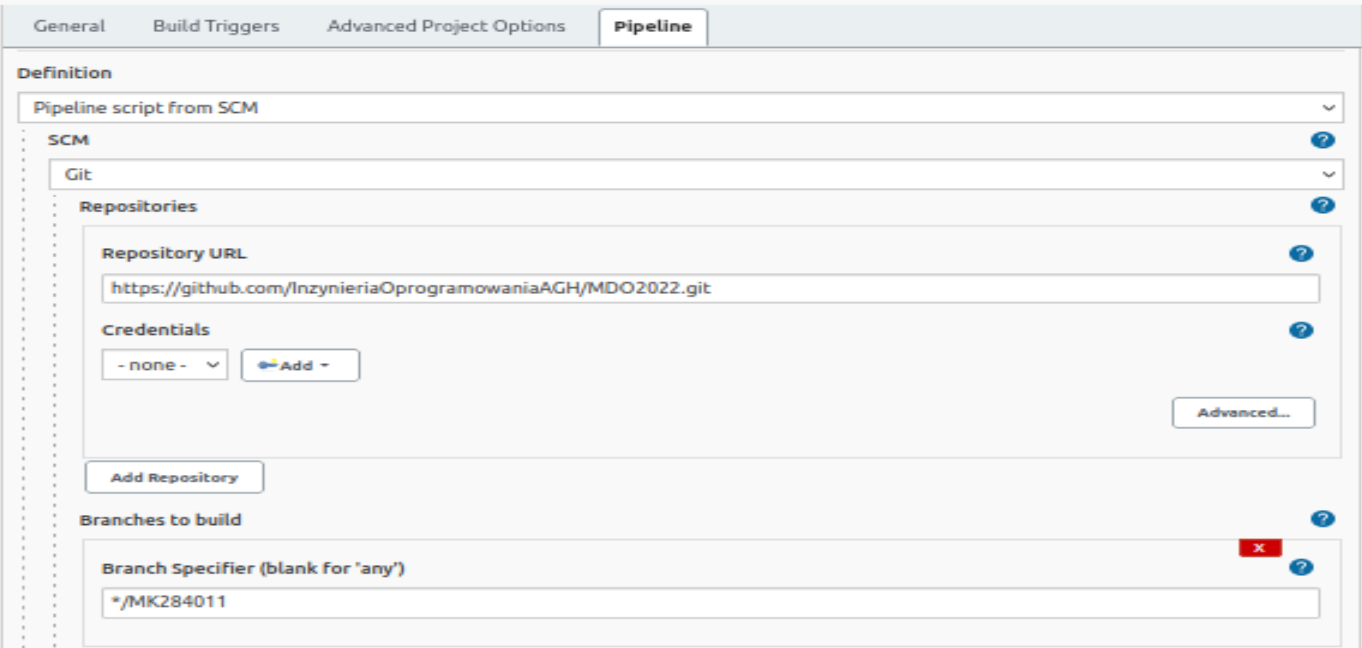 General Build Triggers Advanced Project Options Pipeline
Definition
Pipeline script from SCM
SCM
?
Git
Repositories
?
Repository URL
?
https://github.com/InzynieriaOprogramowaniaAGH/MDO2022.git
Credentials
?
- none - Add
Advanced...
Add Repository
Branches to build
?
x
Branch Specifier (blank for 'any')
?
*/MK284011